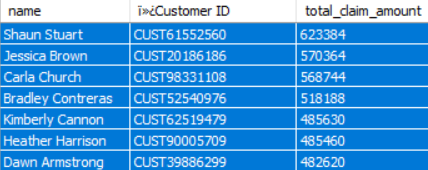 name ï»¿Customer ID total_claim_amount
Shaun Stuart CUST61552560 623384
Jessica Brown CUST20186186 570364
Carla Church CUST98331108 568744
Bradley Contreras CUST52540976 518188
Kimberly Cannon CUST62519479 485630
Heather Harrison CUST90005709 485460
Dawn Armstrong CUST39886299 482620